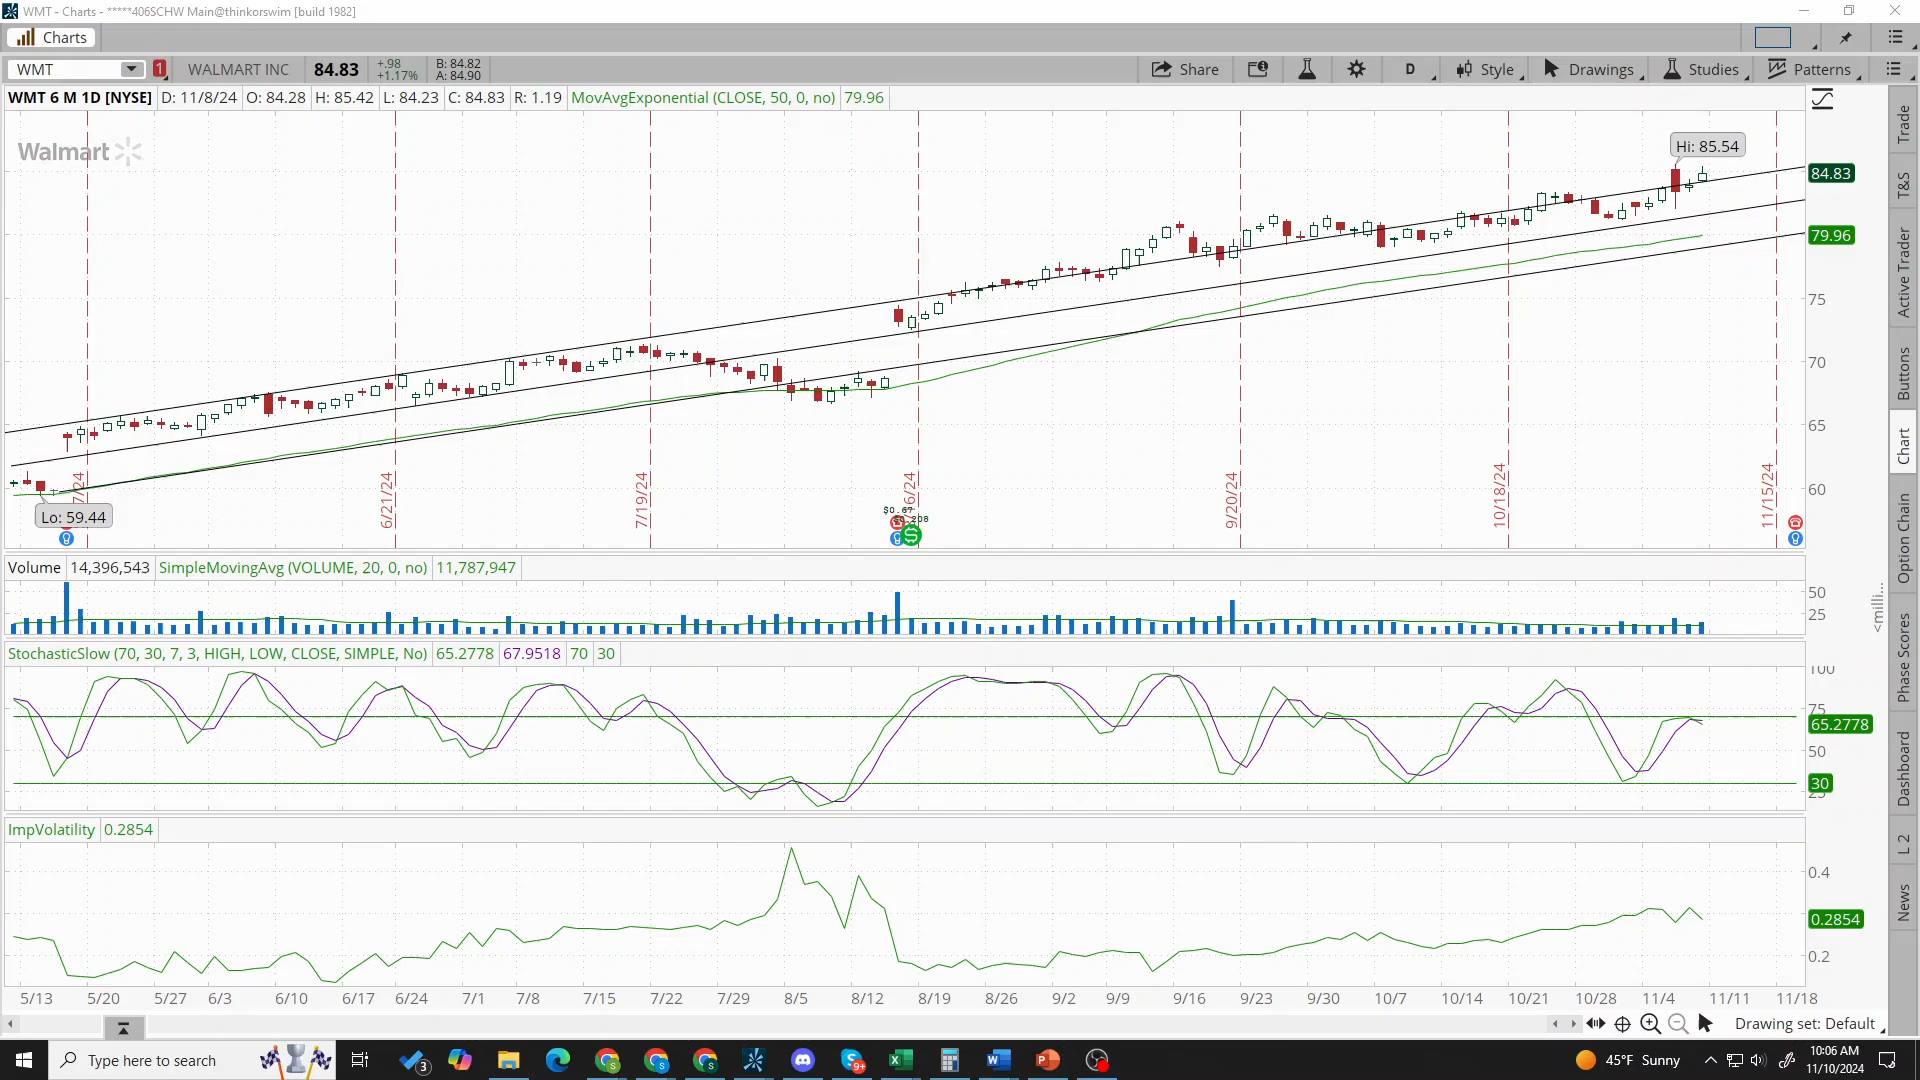 WMT - Charts - *****406SCHW Main@thinkorswim [build 1982]
Charts
WMT 1 WALMART INC 84.83 +.98 +1.17% B: 84.82 A: 84.90 Share D Style Drawings Studies Patterns
WMT 6 M 1D [NYSE] D: 11/8/24 O: 84.28 H: 85.42 L: 84.23 C: 84.83 R: 1.19 MovAvgExponential (CLOSE, 50, 0, no) 79.96
Walmart
Hi: 85.54
84.83
79.96
75
70
65
60
Lo: 59.44
6/21/24
7/19/24
9/20/24
10/18/24
11/15/24
$0.67
Volume 14,396,543 SimpleMovingAvg (VOLUME, 20, 0, no) 11,787,947
50
25
<milli...
StochasticSlow (70, 30, 7, 3, HIGH, LOW, CLOSE, SIMPLE, No) 65.2778 67.9518 70 30
100
75
65.2778
50
30
25
ImpVolatility 0.2854
0.4
0.2854
0.2
5/13 5/20 5/27 6/3 6/10 6/17 6/24 7/1 7/8 7/15 7/22 7/29 8/5 8/12 8/19 8/26 9/2 9/9 9/16 9/23 9/30 10/7 10/14 10/21 10/28 11/4 11/11 11/18
Drawing set: Default
Trade
T&S
Active Trader
Buttons
Chart
Option Chain
Phase Scores
Dashboard
L 2
News
Type here to search
3
9+
45°F Sunny
10:06 AM
11/10/2024